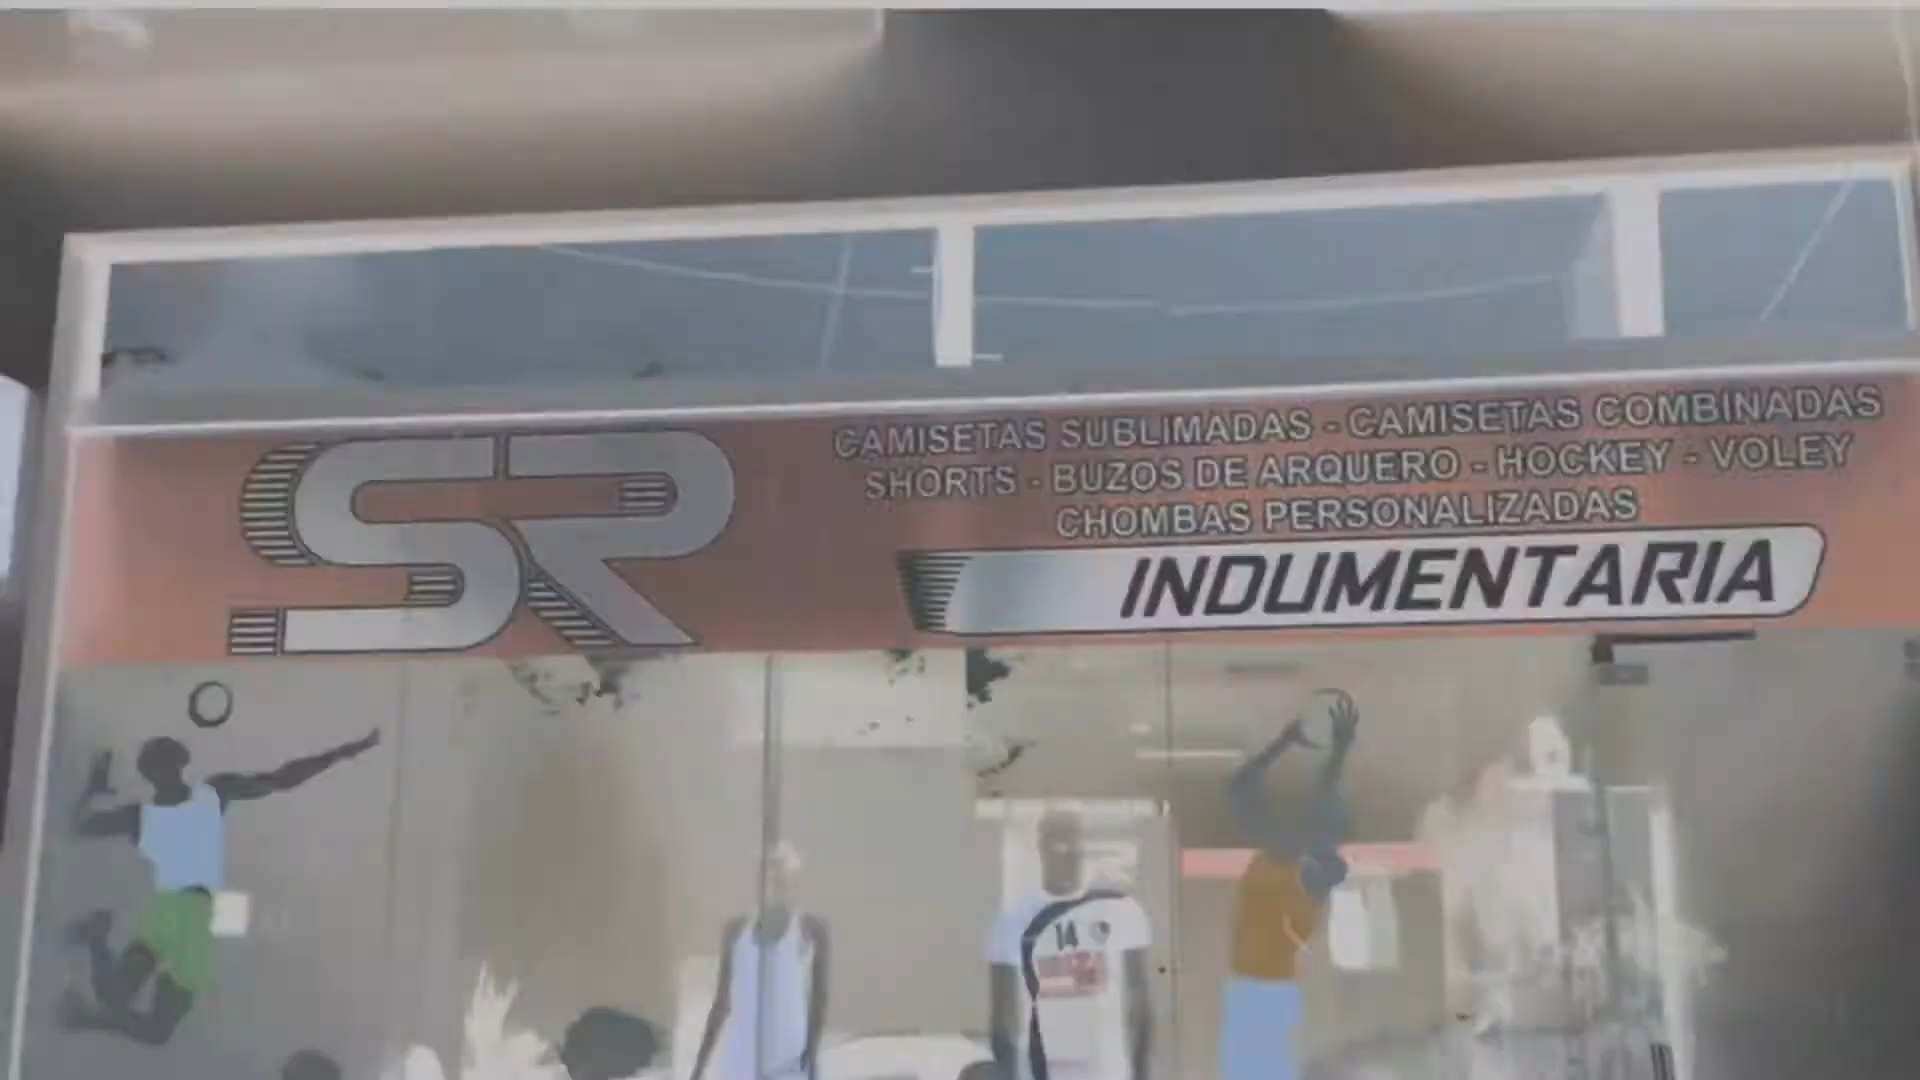 SR
CAMISETAS SUBLIMADAS - CAMISETAS COMBINADAS
SHORTS - BUZOS DE ARQUERO - HOCKEY - VOLEY
CHOMBAS PERSONALIZADAS
INDUMENTARIA
14